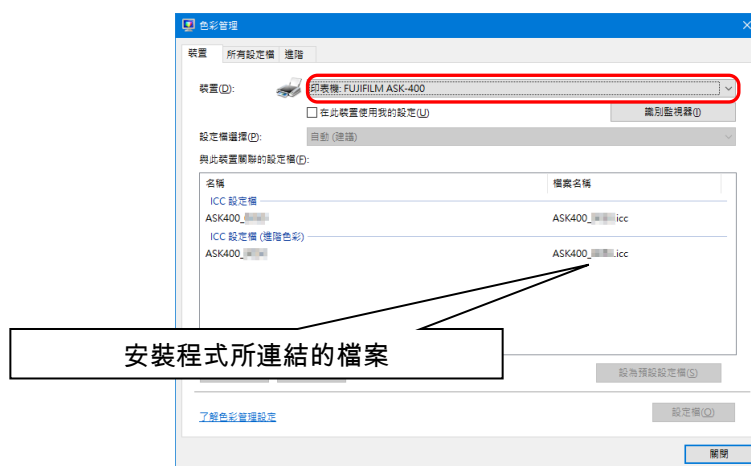 色彩管理
裝置 所有設定檔 進階
裝置(D): 印表機: FUJIFILM ASK-400
在此裝置使用我的設定(U) 識別監視器(I)
設定檔選擇(P): 自動 (建議)
與此裝置關聯的設定檔(F):
名稱 檔案名稱
ICC 設定檔
ASK400_ ASK400_ icc
ICC 設定檔 (進階色彩)
ASK400_ ASK400_ .icc
安裝程式所連結的檔案
設為預設設定檔(S)
了解色彩管理設定 設定檔(O)
關閉